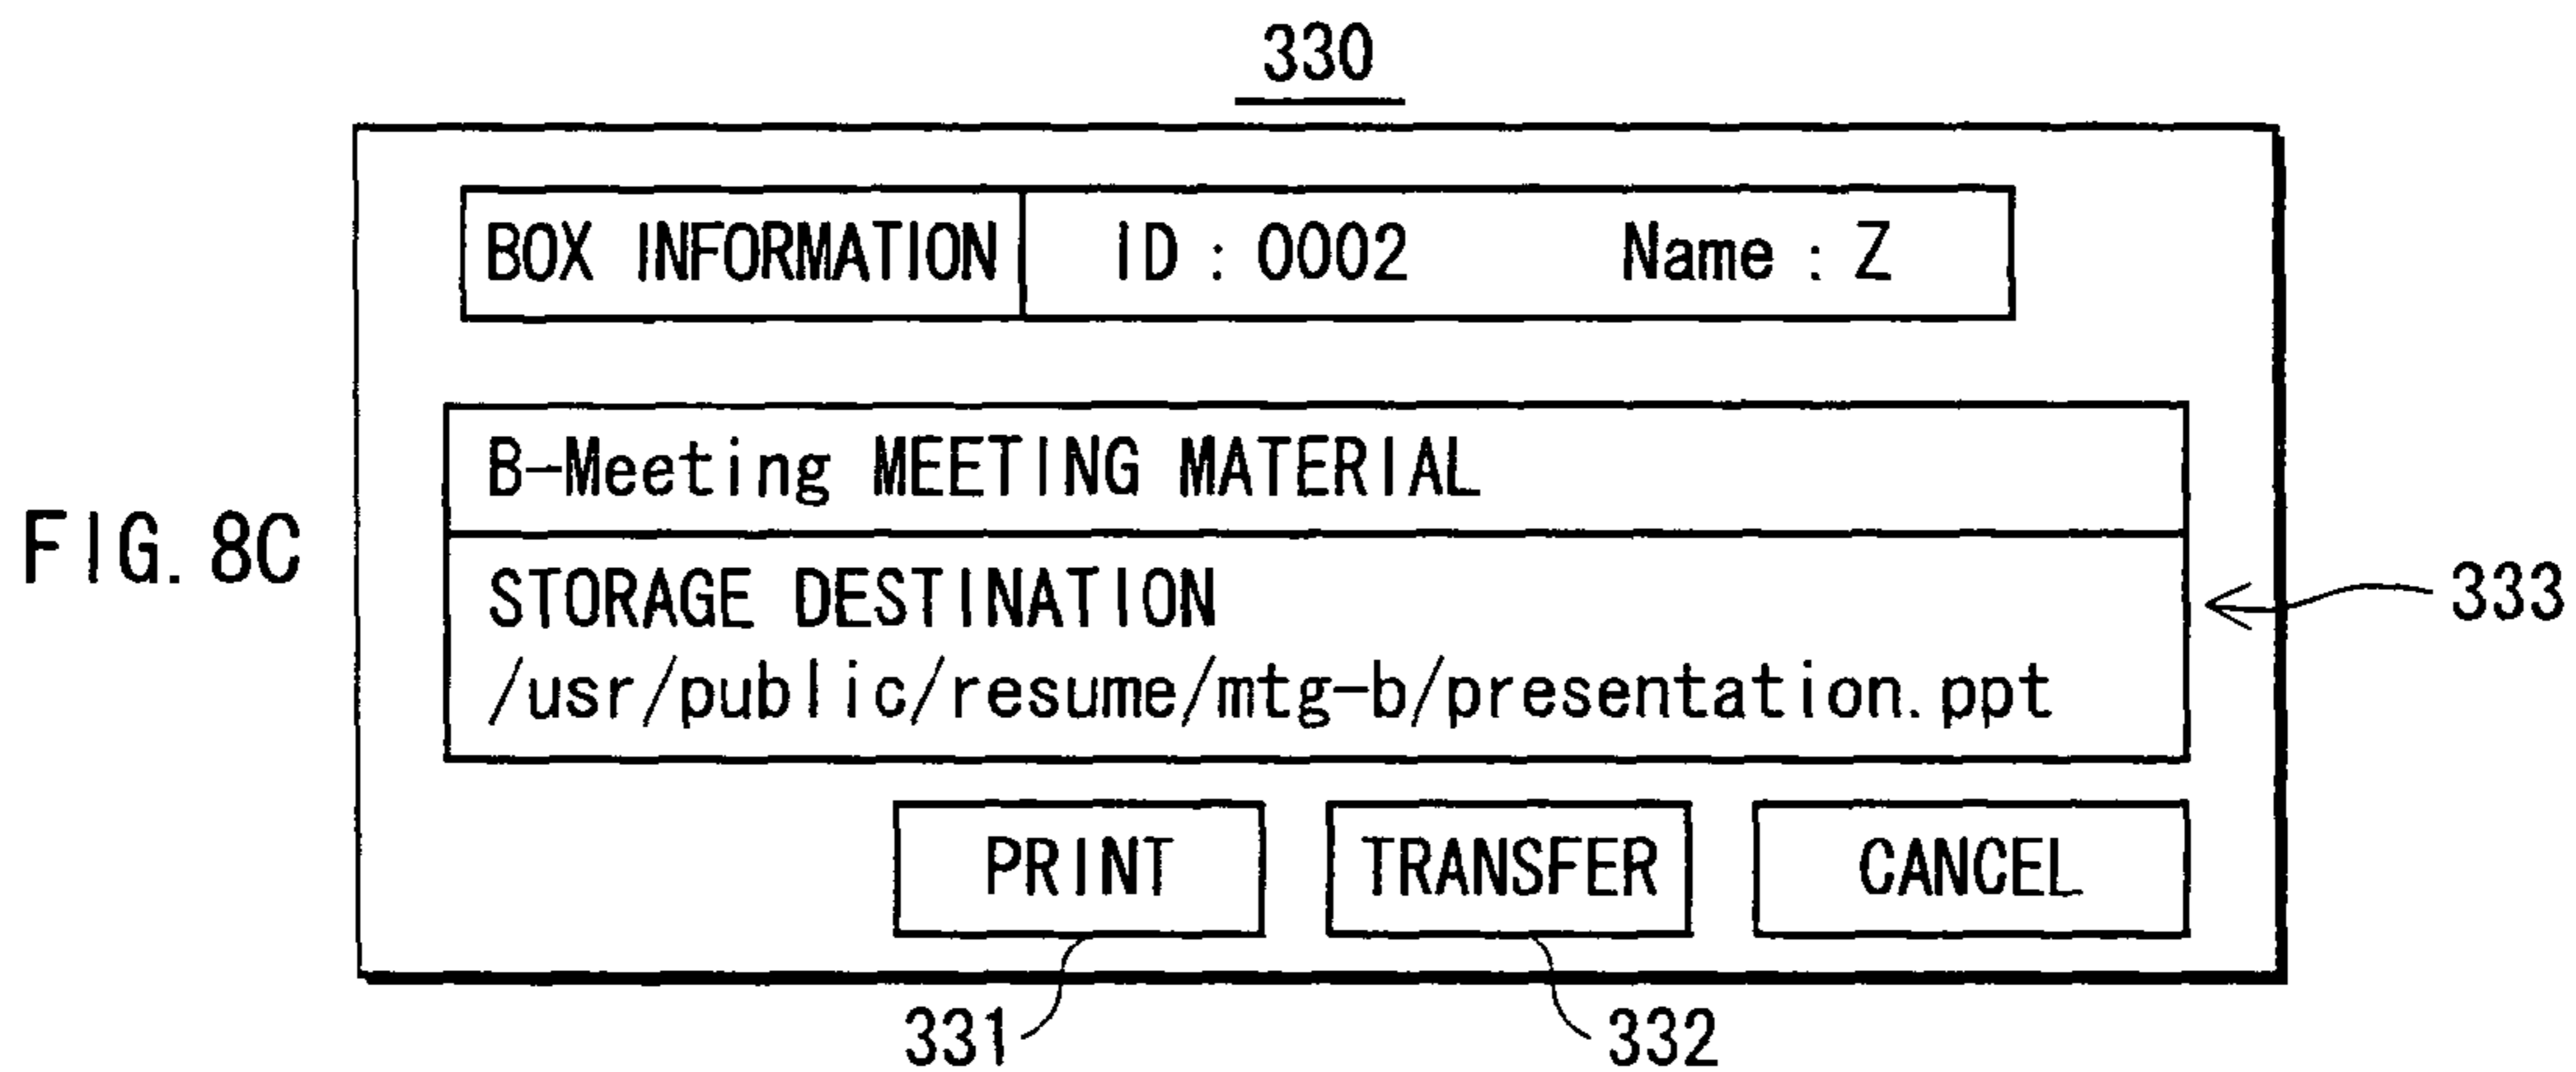 330
BOX INFORMATION ID : 0002 Name : Z
B-Meeting MEETING MATERIAL
FIG. 8C
STORAGE DESTINATION
333
/usr/public/resume/mtg-b/presentation.ppt
PRINT TRANSFER CANCEL
331 332